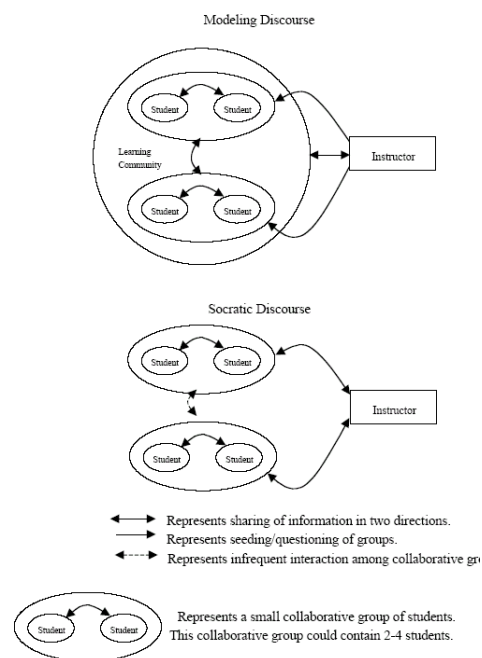 Modeling Discourse
Student
Student
Learning
Community
Instructor
Student
Student
Socratic Discourse
Student
Student
Instructor
Student
Student
Represents sharing of information in two directions.
Represents seeding/questioning of groups.
Represents infrequent interaction among collaborative gro
Represents a small collaborative group of students.
This collaborative group could contain 2-4 students.
Student
Student